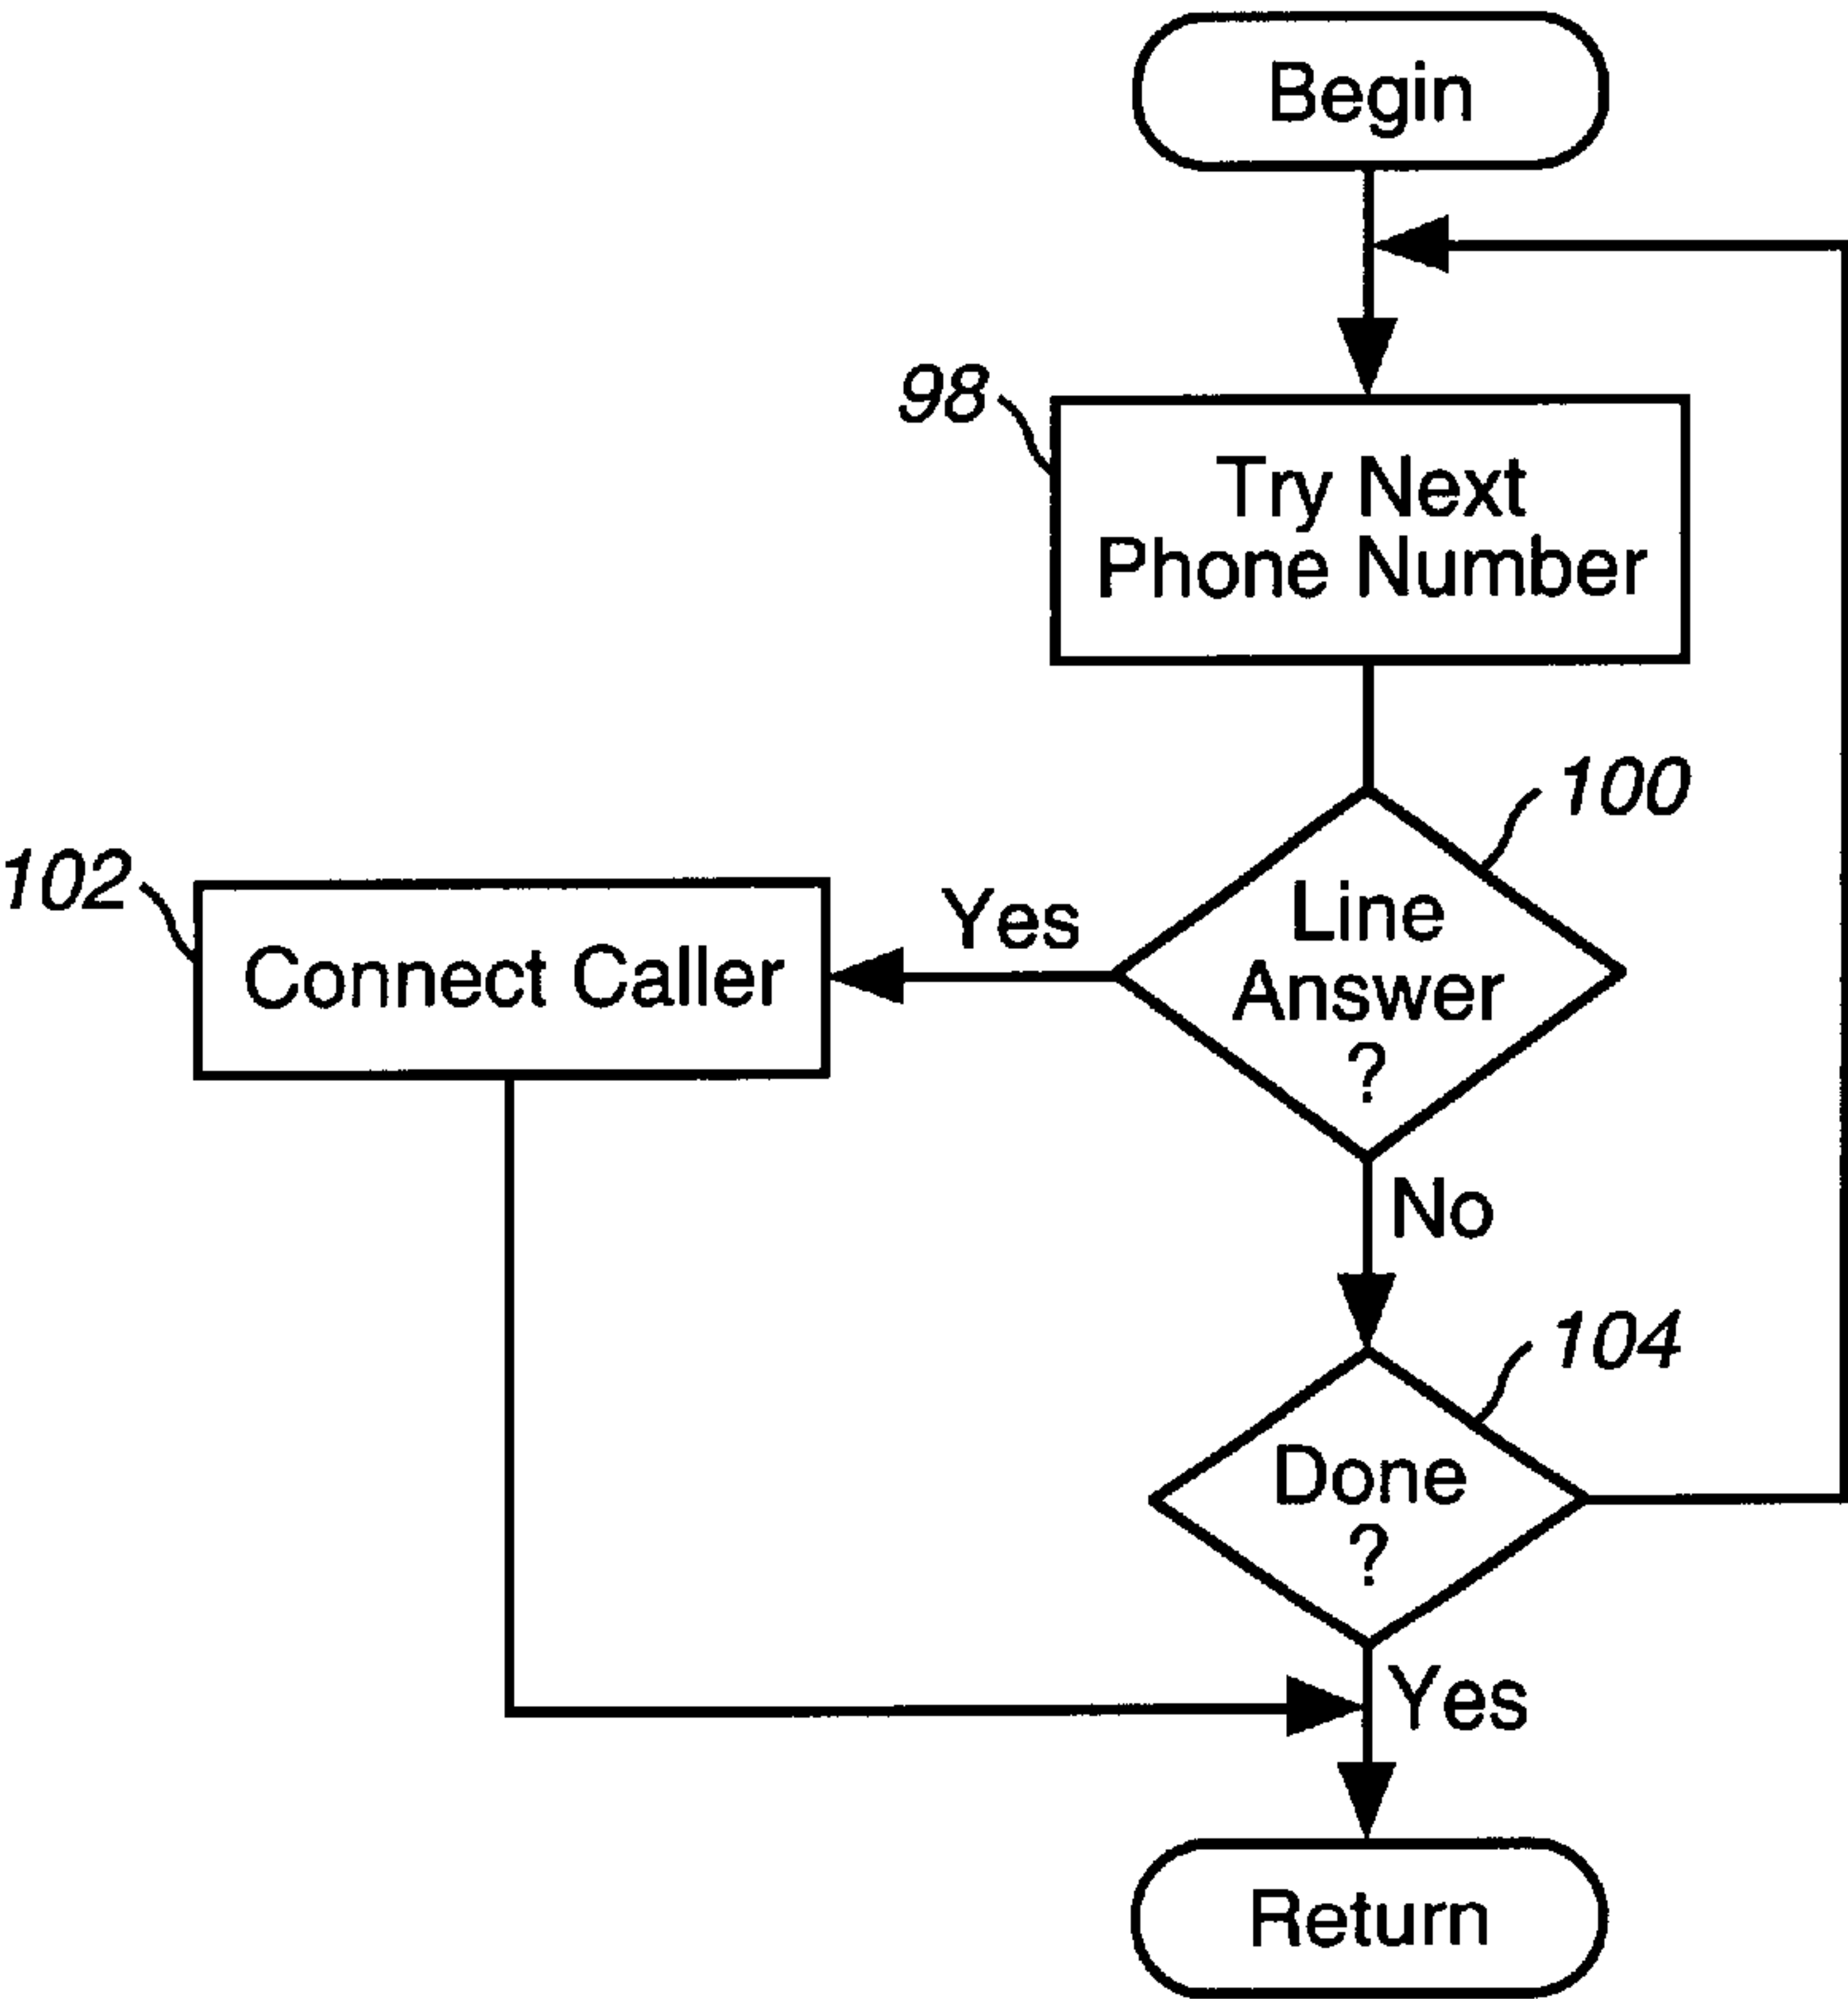 Begin
98
Try Next
Phone Number
100
Line
Answer
?
Yes
102
Connect Caller
No
104
Done
?
Yes
Return